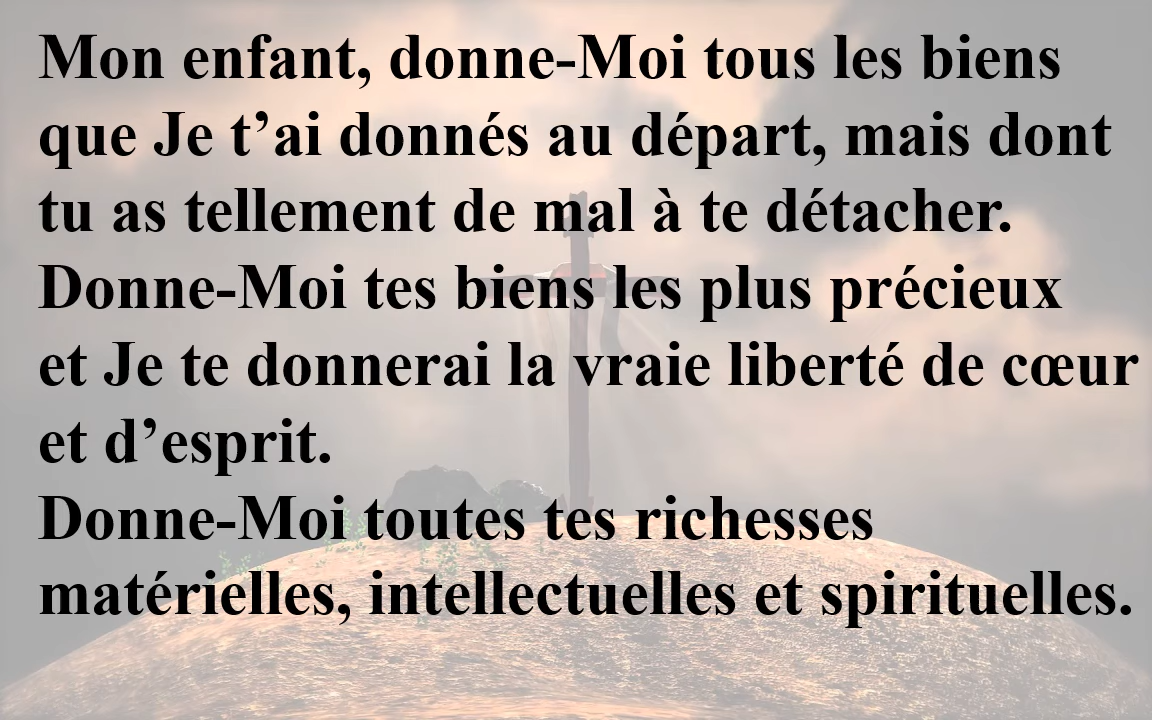 Mon enfant, donne-Moi tous les biens
que Je t’ai donnés au départ, mais dont
tu as tellement de mal à te détacher.
Donne-Moi tes biens les plus précieux
et Je te donnerai la vraie liberté de cœur
et d’esprit.
Donne-Moi toutes tes richesses
matérielles, intellectuelles et spirituelles.